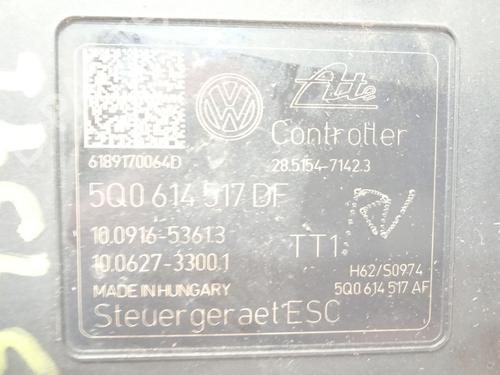 Ate
Controller
6189170064D
28.5154-7142.3
5Q0 614 517 DF
10.0916-5361.3
10.0627-3300.1
TT1
H62/S0974
MADE IN HUNGARY
5Q0 614 517 AF
Steuergeraet ESC